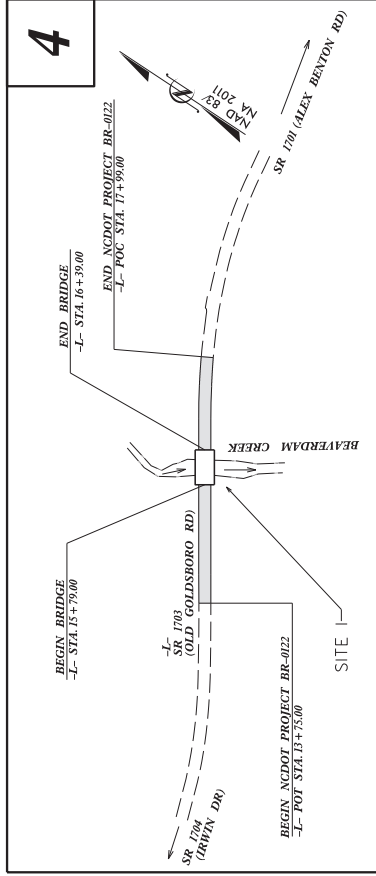 4
NAD 83/
NA 2011
BEGIN BRIDGE
-L- STA. 15+79.00
END BRIDGE
-L- STA. 16+39.00
END NCDOT PROJECT BR-0122
-L- POC STA. 17+99.00
SR 1704
(IRWIN DR)
-L-
SR 1703
(OLD GOLDSBORO RD)
BEAVERDAM CREEK
SR 1701 (ALEX BENTON RD)
BEGIN NCDOT PROJECT BR-0122
-L- POT STA. 13+75.00
SITE 1